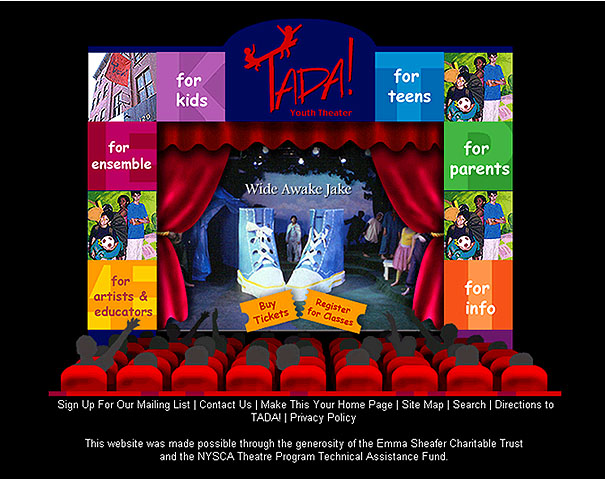 TADA!
Youth Theater
for
kids
for
teens
for
ensemble
for
parents
Wide Awake Jake
for
artists &
educators
Buy
Tickets
Register
for Classes
for
info
Sign Up For Our Mailing List | Contact Us | Make This Your Home Page | Site Map | Search | Directions to
TADA! | Privacy Policy
This website was made possible through the generosity of the Emma Sheafer Charitable Trust
and the NYSCA Theatre Program Technical Assistance Fund.